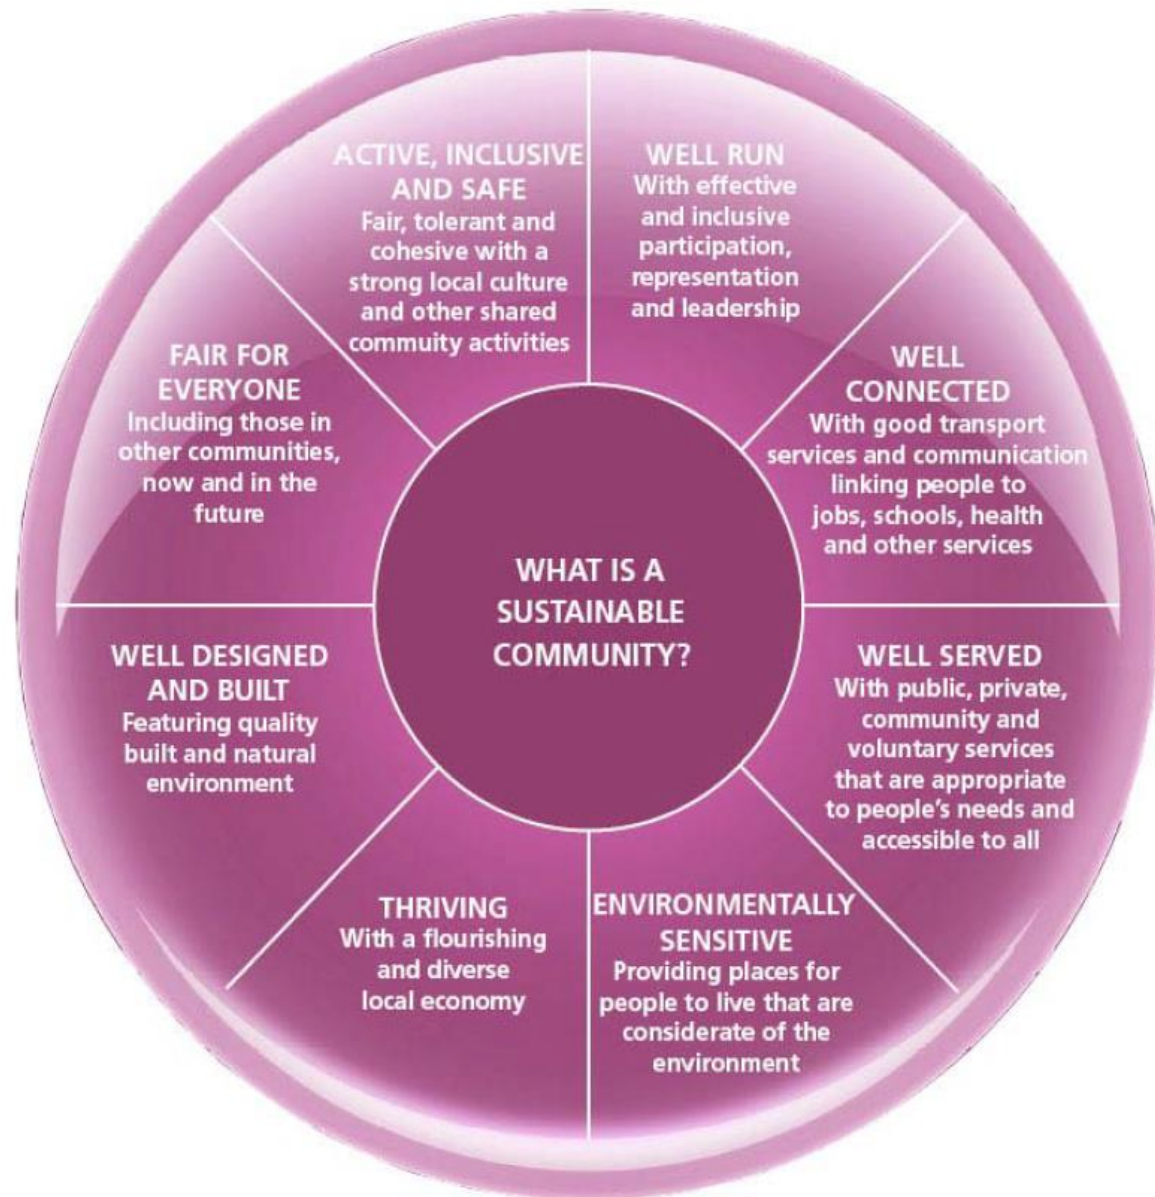 ACTIVE, INCLUSIVE
AND SAFE
Fair, tolerant and
cohesive with a
strong local culture
and other shared
commuity activities
WELL RUN
With effective
and inclusive
participation,
representation
and leadership
WELL
CONNECTED
With good transport
services and communication
linking people to
jobs, schools, health
and other services
WELL SERVED
With public, private,
community and
voluntary services
that are appropriate
to people's needs and
accessible to all
ENVIRONMENTALLY
SENSITIVE
Providing places for
people to live that are
considerate of the
environment
THRIVING
With a flourishing
and diverse
local economy
WELL DESIGNED
AND BUILT
Featuring quality
built and natural
environment
FAIR FOR
EVERYONE
Including those in
other communities,
now and in the
future
WHAT IS A
SUSTAINABLE
COMMUNITY?